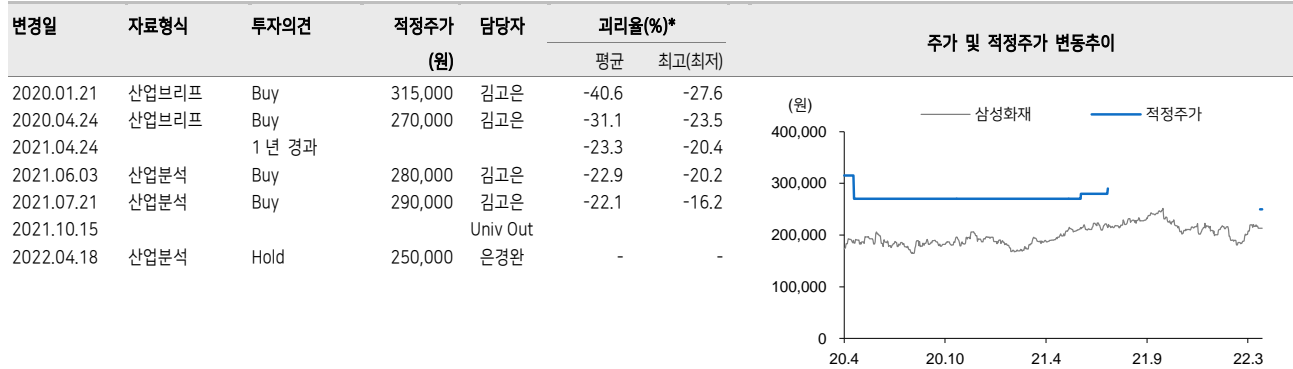 변경일 자료형식 투자의견 적정주가 담당자 괴리율(%)*
(원) 평균 최고(최저)
2020.01.21 산업브리프 Buy 315,000 김고은 -40.6 -27.6
2020.04.24 산업브리프 Buy 270,000 김고은 -31.1 -23.5
2021.04.24 1년 경과 -23.3 -20.4
2021.06.03 산업분석 Buy 280,000 김고은 -22.9 -20.2
2021.07.21 산업분석 Buy 290,000 김고은 -22.1 -16.2
2021.10.15 Univ Out
2022.04.18 산업분석 Hold 250,000 은경완 - -
주가 및 적정주가 변동추이
(원)
삼성화재 적정주가
400,000
300,000
200,000
100,000
0
20.4 20.10 21.4 21.9 22.3